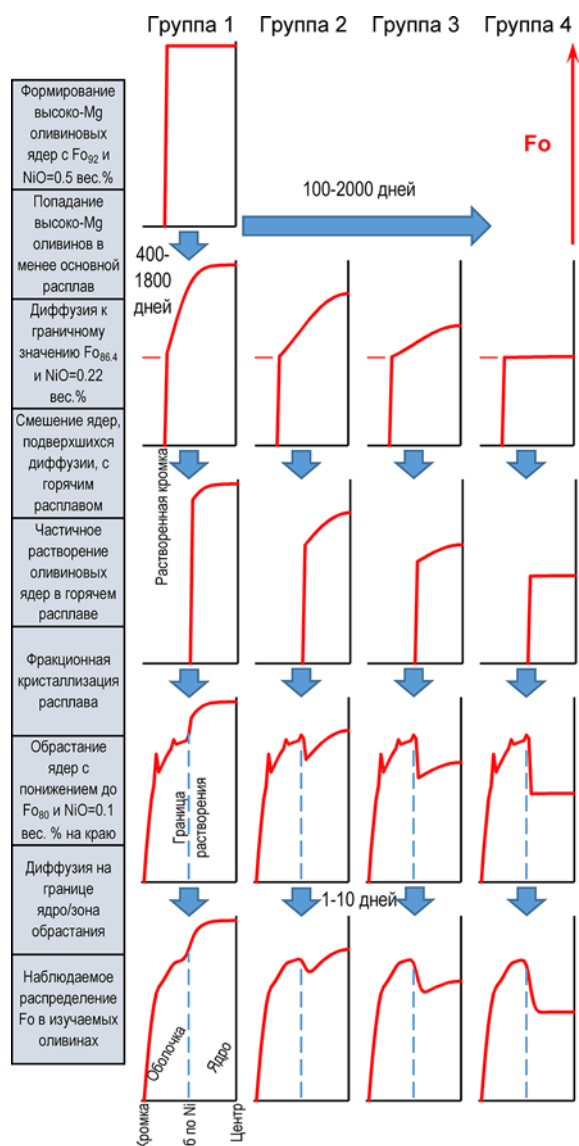 Группа 1
Группа 2
Группа 3
Группа 4
Формирование
высоко-Mg
оливиновых
ядер с Fo92 и
NiO=0.5 вес.%
Попадание
высоко-Mg
оливинов в
менее основной
расплав
Диффузия к
граничному
значению Fo86.4
и NiO=0.22
вес.%
Смешение ядер,
подверхшихся
диффузии, с
горячим
расплавом
Частичное
растворение
оливиновых
ядер в горячем
расплаве
Фракционная
кристаллизация
расплава
Обрастание
ядер с
понижением до
Fo80 и NiO=0.1
вес. % на краю
Диффузия на
границе
ядро/зона
обрастания
Наблюдаемое
распределение
Fo в изучаемых
оливинах
Fo
100-2000 дней
400-
1800
дней
Растворенная кромка
Граница
растворения
1-10 дней
Оболочка
Ядро
Кромка
б по Ni
Центр